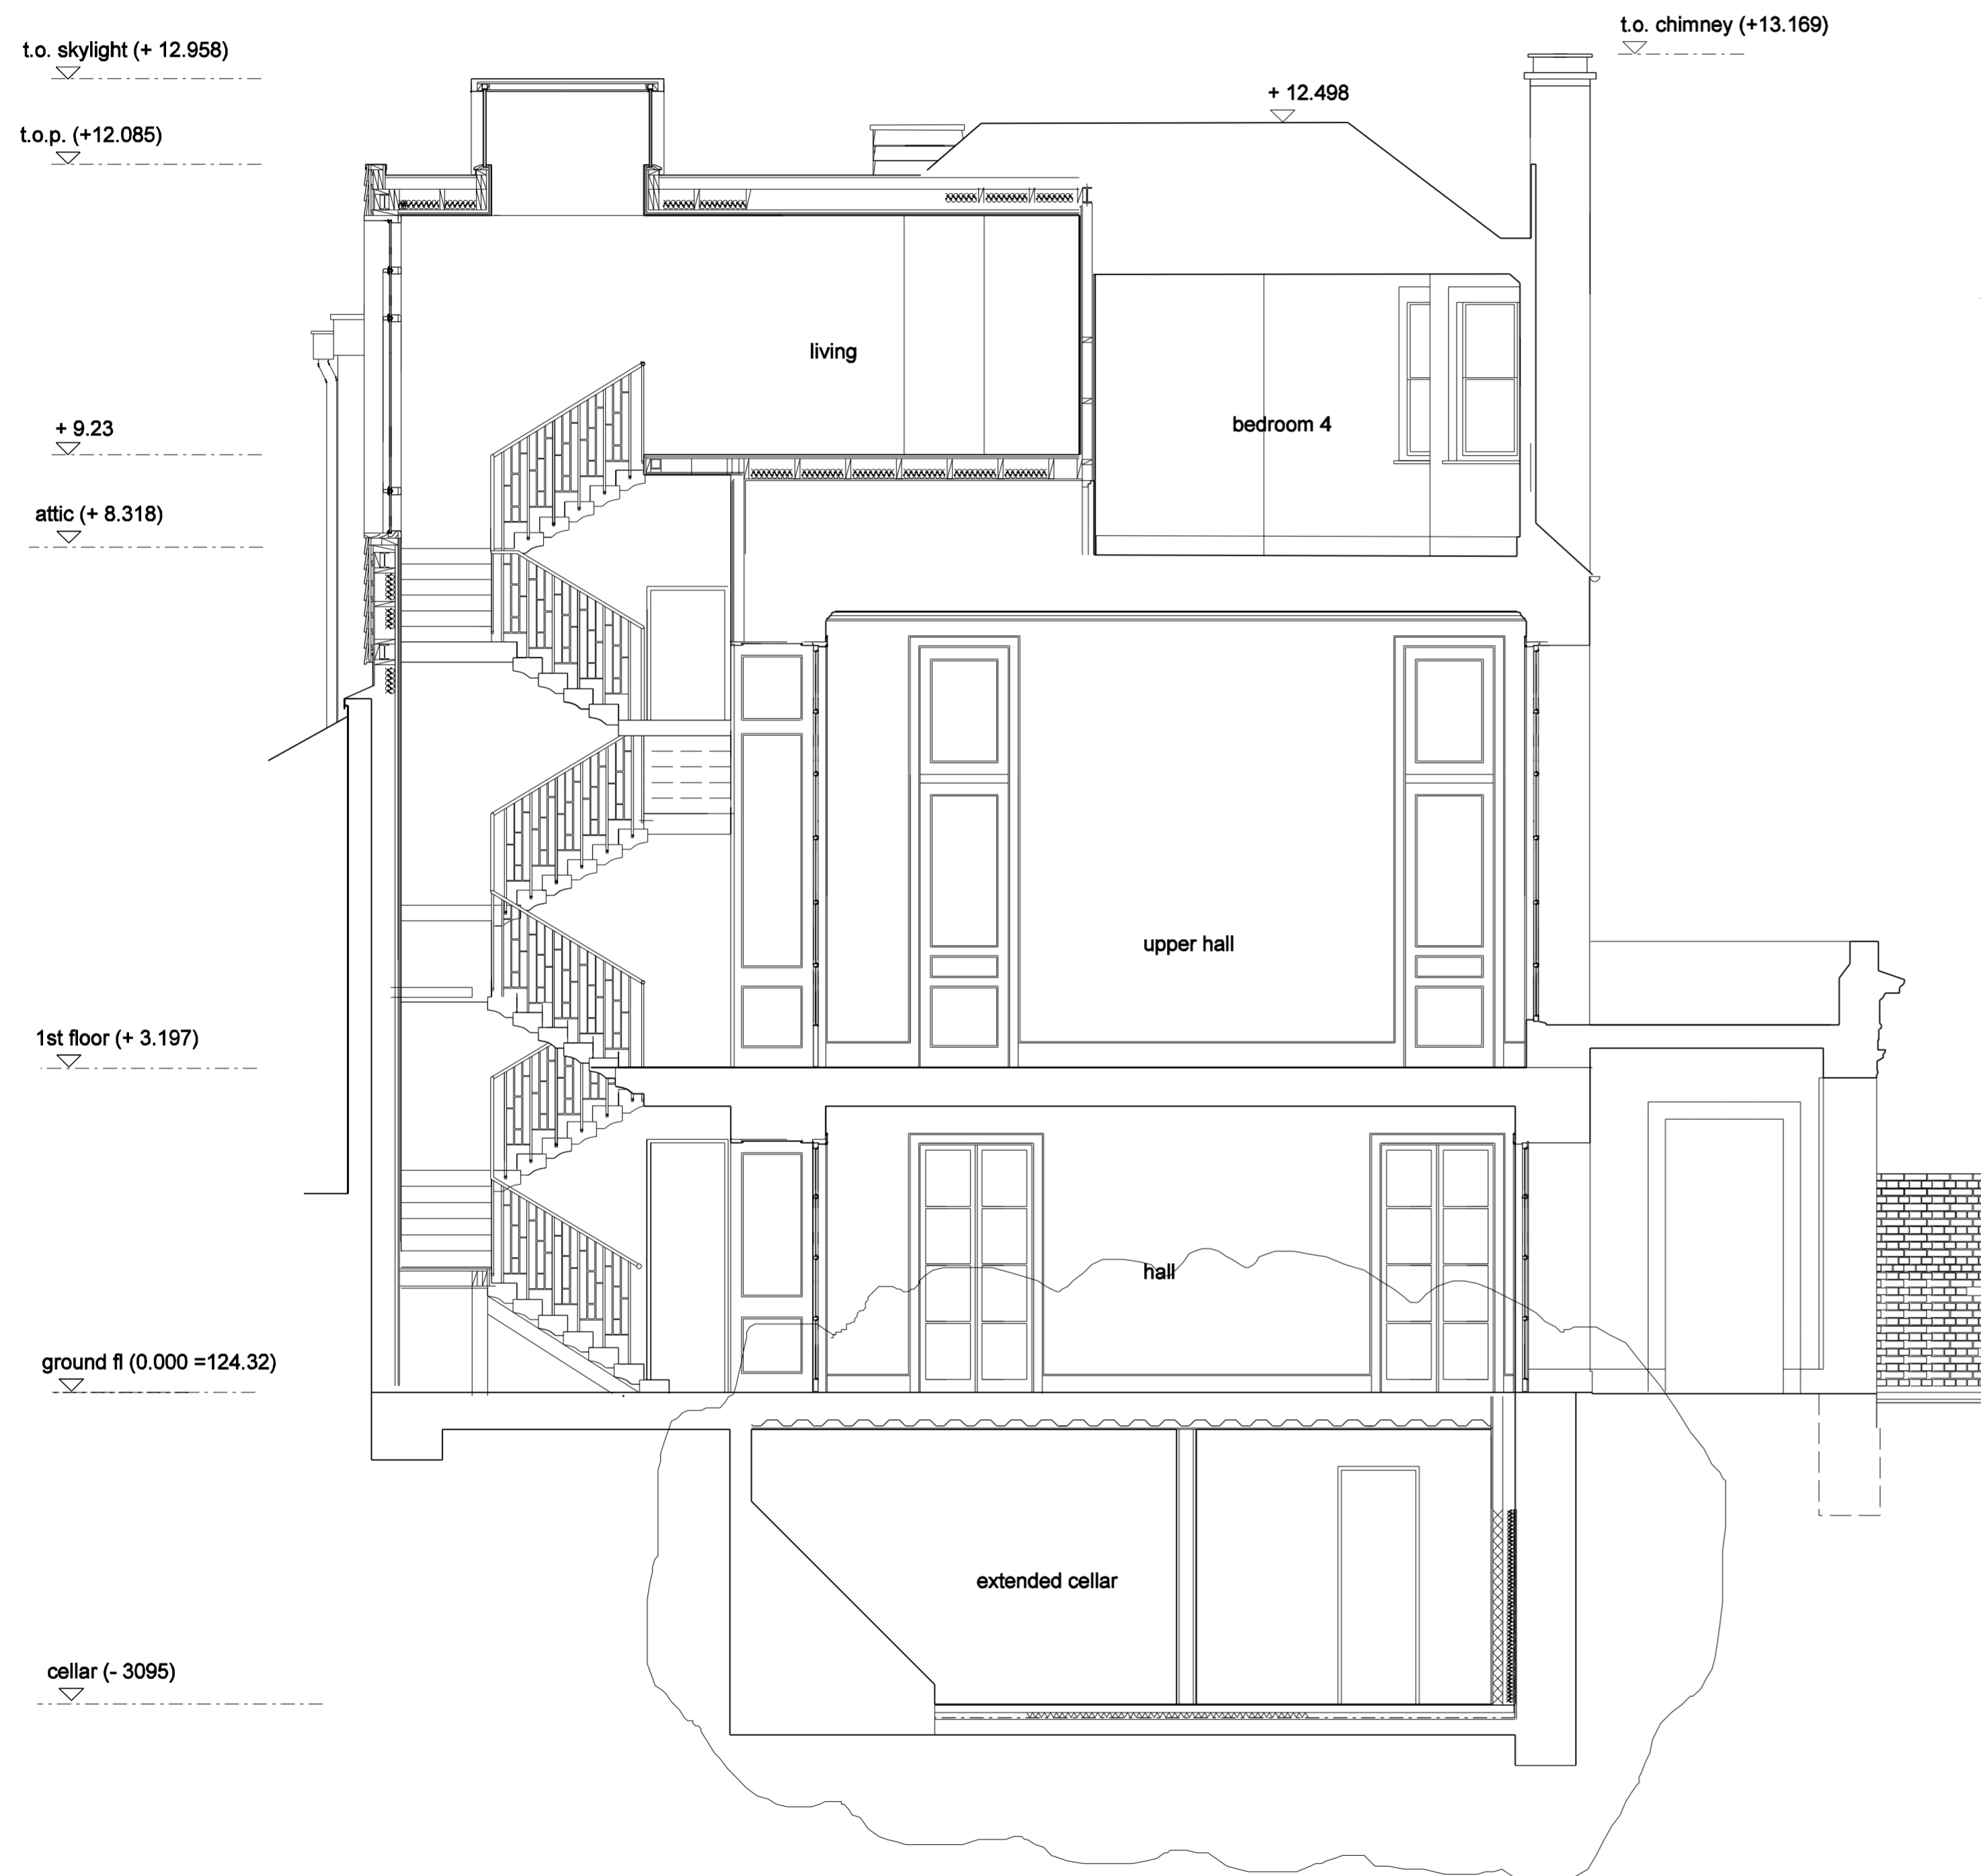 t.o. chimney (+13.169)
t.o. skylight (+ 12.958)
+ 12.498
t.o.p. (+12.085)
living
bedroom 4
+ 9.23
attic (+ 8.318)
upper hall
1st floor (+ 3.197)
hall
ground fl (0.000 =124.32)
extended cellar
cellar (- 3095)